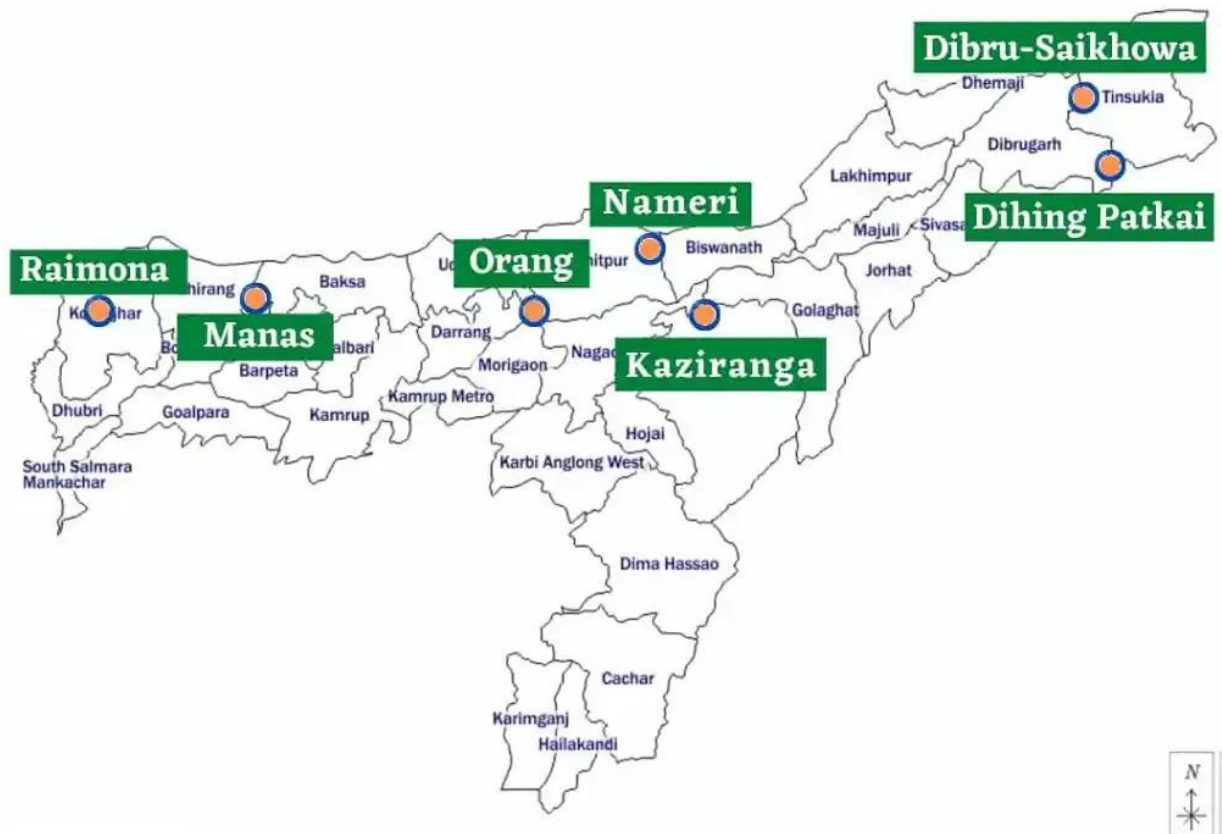 Dibru-Saikhowa
Dhemaji
Tinsukia
Dibrugarh
Lakhimpur
Nameri
Dihing Patkai
Majuli
Biswanath
Raimona
Orang
Jorhat
Baksa
Manas
Golaghat
Darrang
Kaziranga
Morigaon
Barpeta
Kamrup Metro
Dhubri
Goalpara
Kamrup
Hojai
Karbi Anglong West
South Salmara
Mankachar
Dima Hassao
Cachar
Karimganj
Hailakandi
N